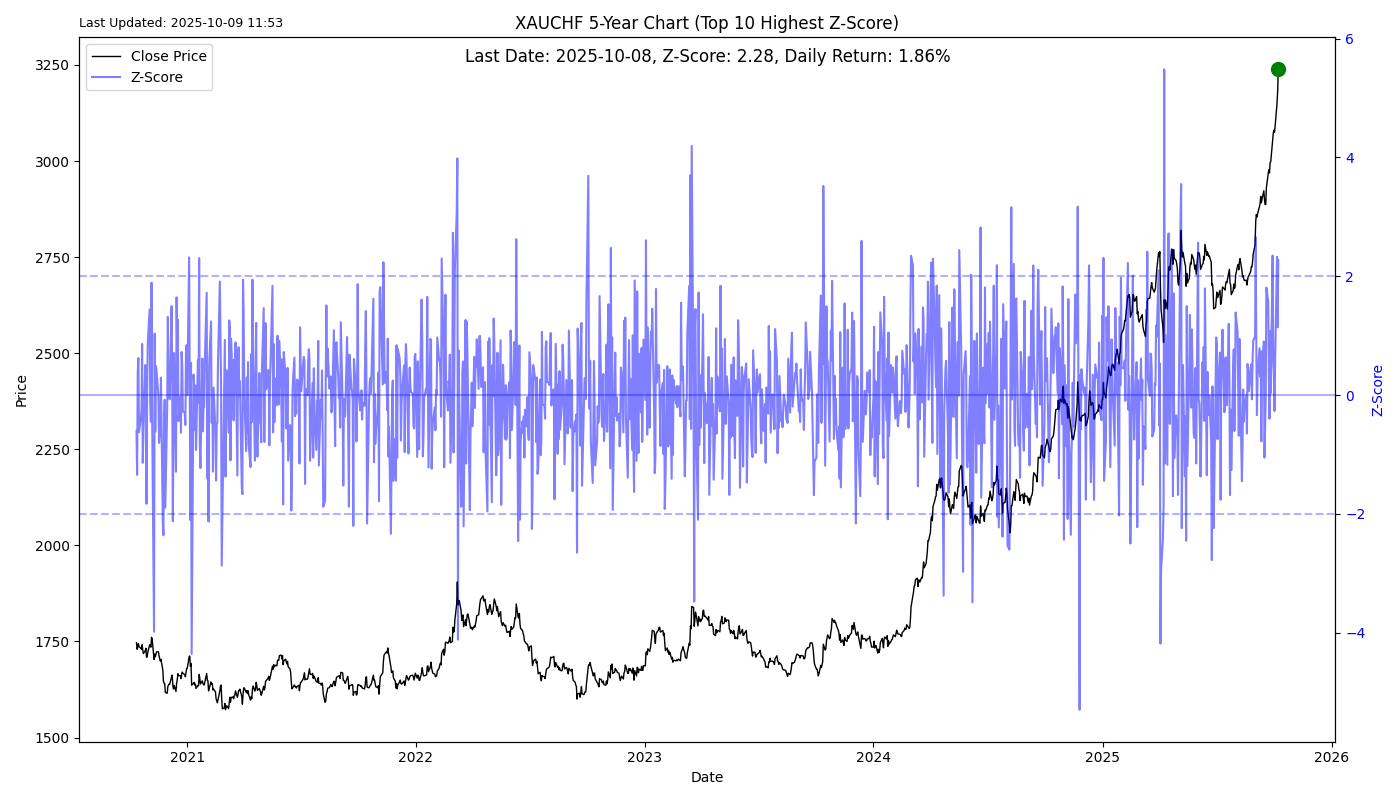 Last Updated: 2025-10-09 11:53
XAUCHF 5-Year Chart (Top 10 Highest Z-Score)
Last Date: 2025-10-08, Z-Score: 2.28, Daily Return: 1.86%
Close Price
Z-Score
3250
3000
2750
2500
2250
2000
1750
1500
Price
6
4
2
0
−2
−4
Z-Score
2021
2022
2023
2024
2025
2026
Date